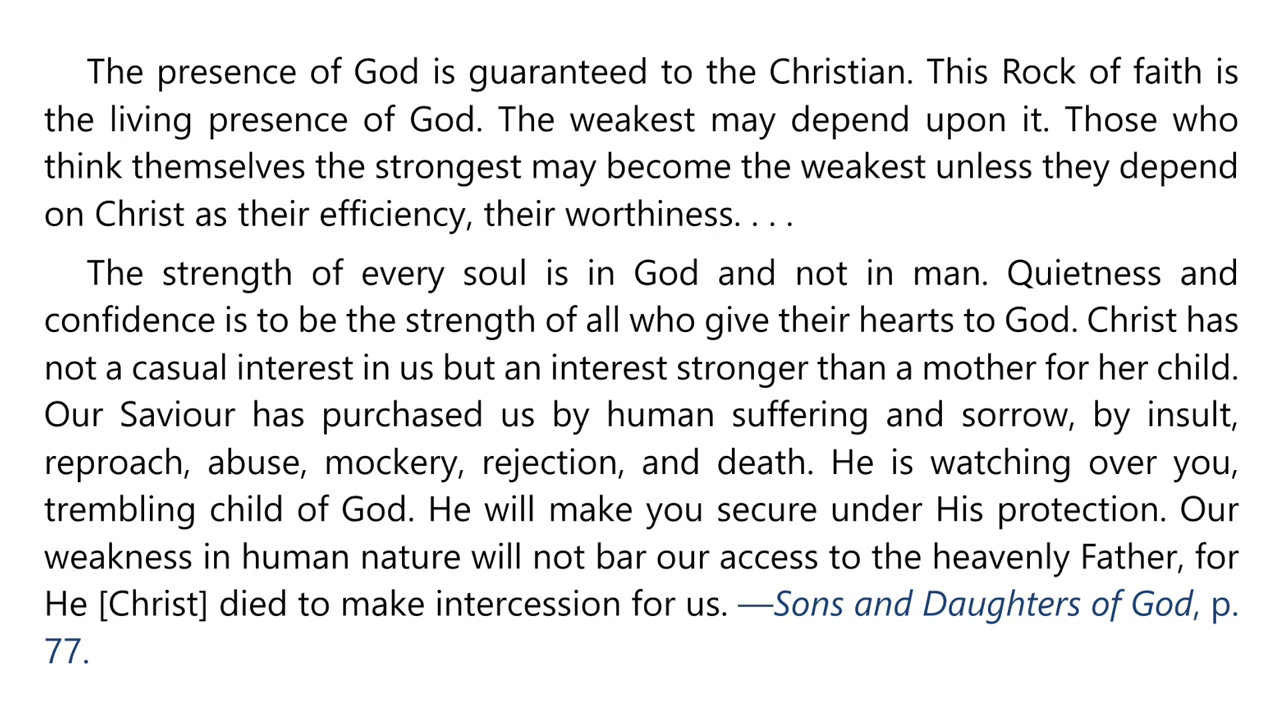 The presence of God is guaranteed to the Christian. This Rock of faith is
the living presence of God. The weakest may depend upon it. Those who
think themselves the strongest may become the weakest unless they depend
on Christ as their efficiency, their worthiness. . . .
The strength of every soul is in God and not in man. Quietness and
confidence is to be the strength of all who give their hearts to God. Christ has
not a casual interest in us but an interest stronger than a mother for her child.
Our Saviour has purchased us by human suffering and sorrow, by insult,
reproach, abuse, mockery, rejection, and death. He is watching over you,
trembling child of God. He will make you secure under His protection. Our
weakness in human nature will not bar our access to the heavenly Father, for
He [Christ] died to make intercession for us. —Sons and Daughters of God, p.
77.